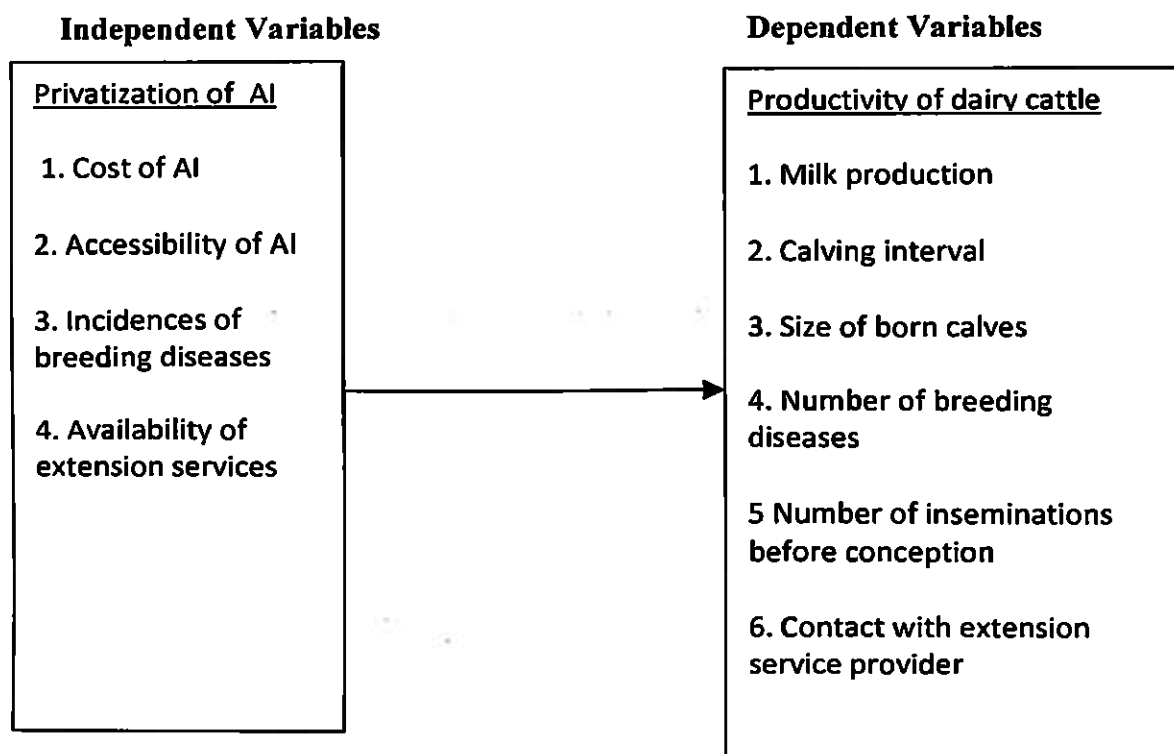 Independent Variables
Privatization of AI
1. Cost of AI
2. Accessibility of AI
3. Incidences of
breeding diseases
4. Availability of
extension services
Dependent Variables
Productivity of dairy cattle
1. Milk production
2. Calving interval
3. Size of born calves
4. Number of breeding
diseases
5 Number of inseminations
before conception
6. Contact with extension
service provider